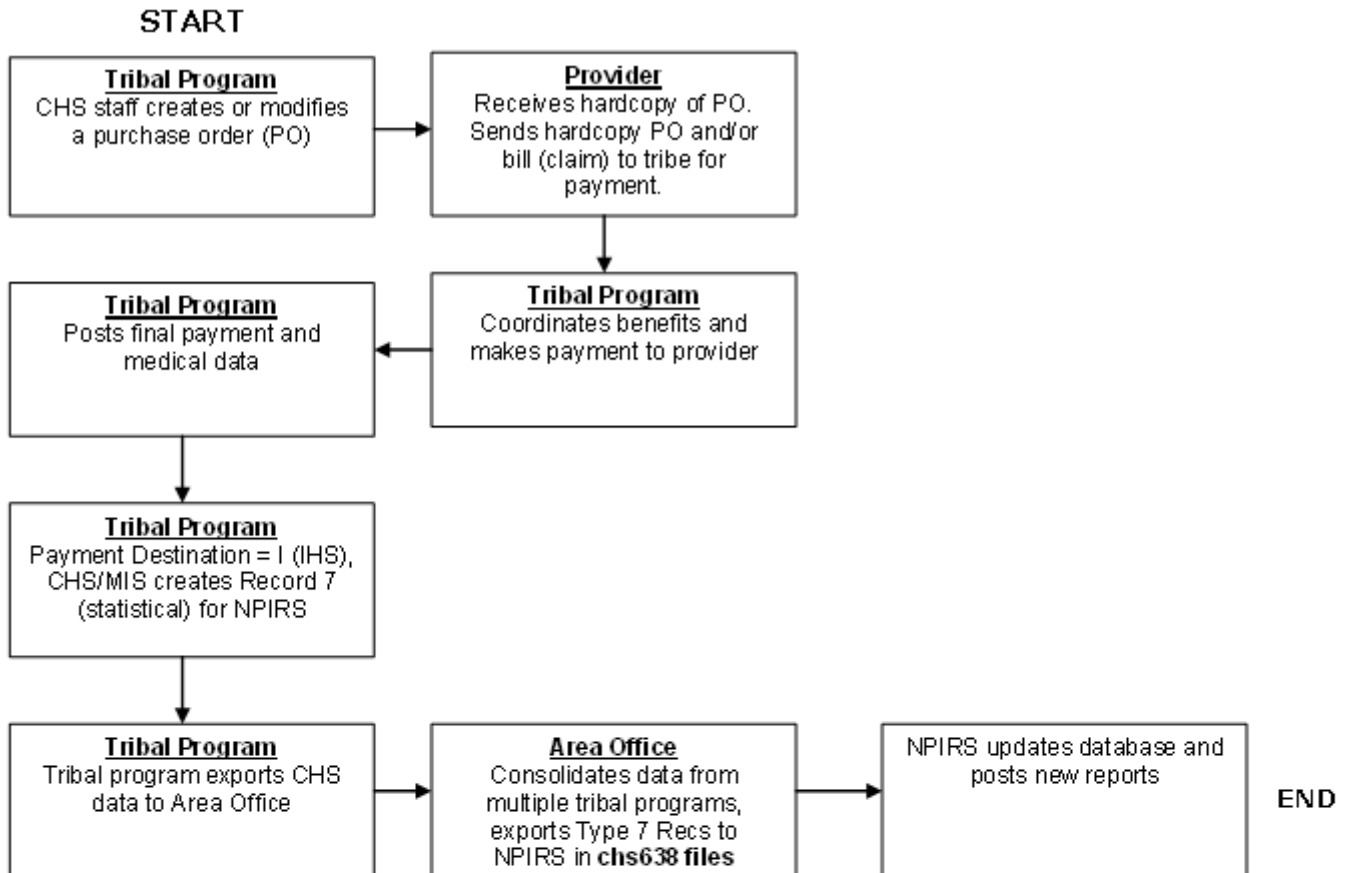 START
Tribal Program
CHS staff creates or modifies
a purchase order (PO)
Provider
Receives hardcopy of PO.
Sends hardcopy PO and/or
bill (claim) to tribe for
payment.
Tribal Program
Coordinates benefits and
makes payment to provider
Tribal Program
Posts final payment and
medical data
Tribal Program
Payment Destination = I (IHS),
CHS/MIS creates Record 7
(statistical) for NPIRS
Tribal Program
Tribal program exports CHS
data to Area Office
Area Office
Consolidates data from
multiple tribal programs,
exports Type 7 Recs to
NPIRS in chs638 files
NPIRS updates database and
posts new reports
END